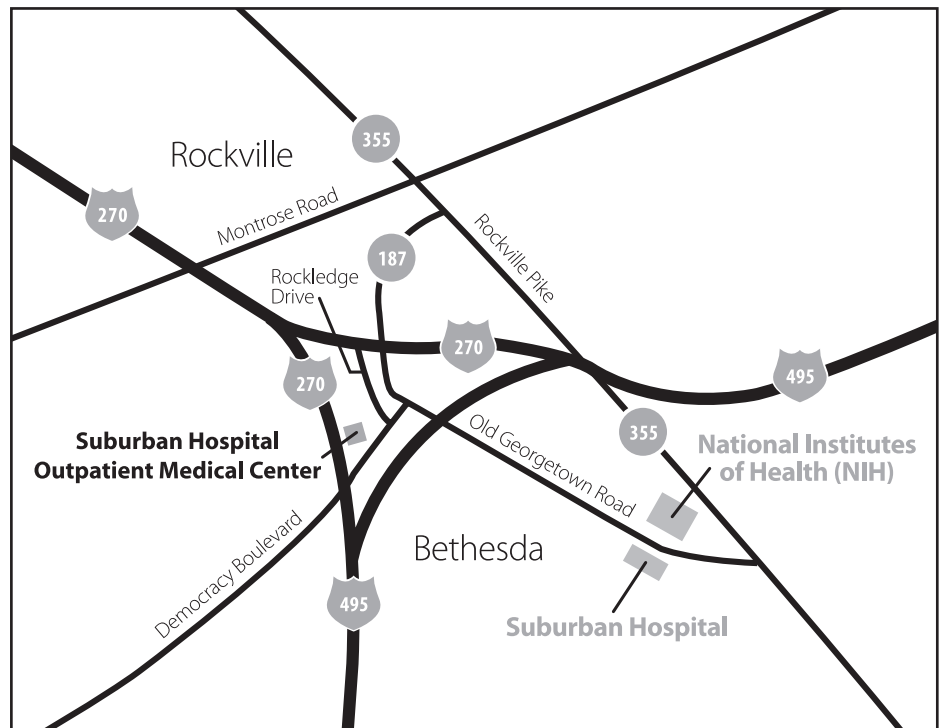 355
Rockville
270
Montrose Road
187
Rockville Pike
Rockledge
Drive
270
270
495
355
Suburban Hospital
Outpatient Medical Center
Old Georgetown Road
National Institutes
of Health (NIH)
Democracy Boulevard
Bethesda
495
Suburban Hospital